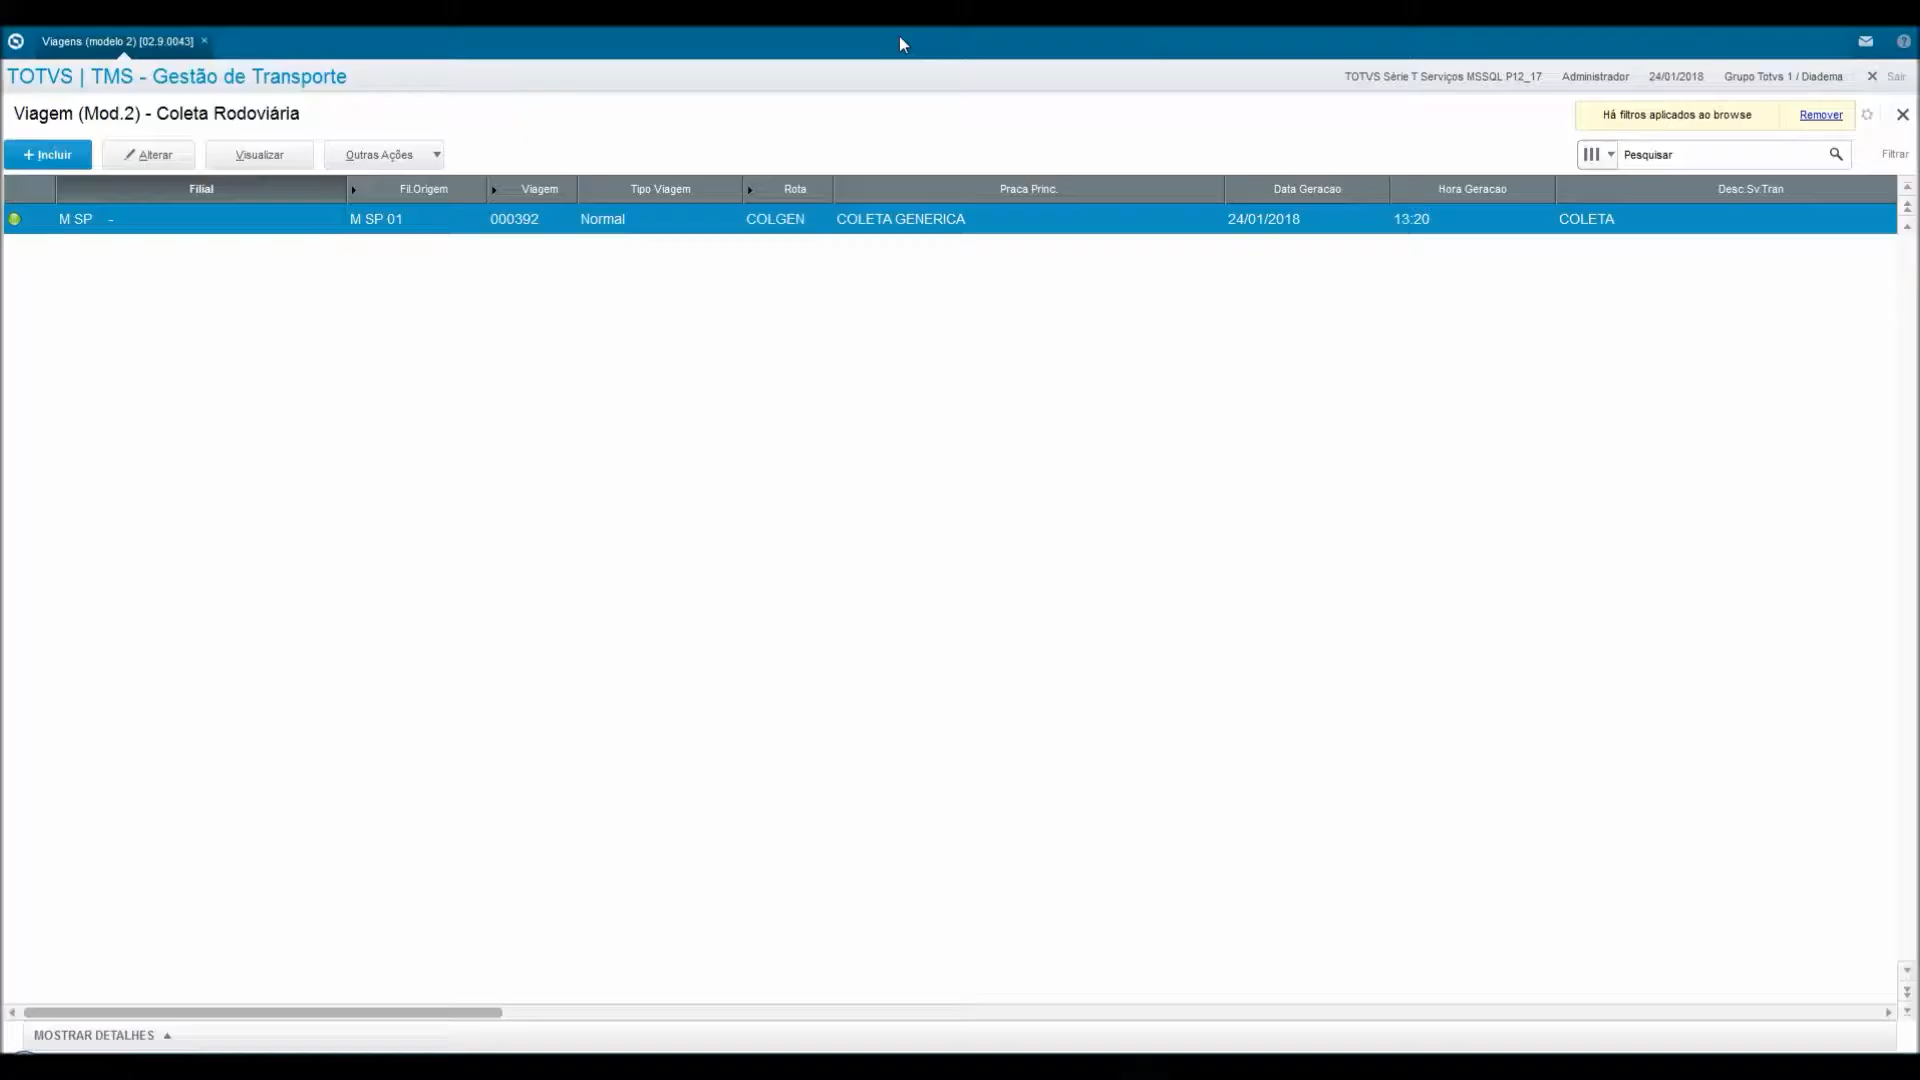 Viagens (modelo 2) [02.9.0043] ×
TOTVS | TMS - Gestão de Transporte
TOTVS Série T Serviços MSSQL P12_17 Administrador 24/01/2018 Grupo Totvs 1 / Diadema Sair
Viagem (Mod.2) - Coleta Rodoviária
Há filtros aplicados ao browse Remover
+ Incluir Alterar Visualizar Outras Ações Pesquisar Filtrar
Filial Fil.Origem Viagem Tipo Viagem Rota Praca Princ. Data Geracao Hora Geracao Desc.Sv.Tran
M SP - M SP 01 000392 Normal COLGEN COLETA GENERICA 24/01/2018 13:20 COLETA
MOSTRAR DETALHES